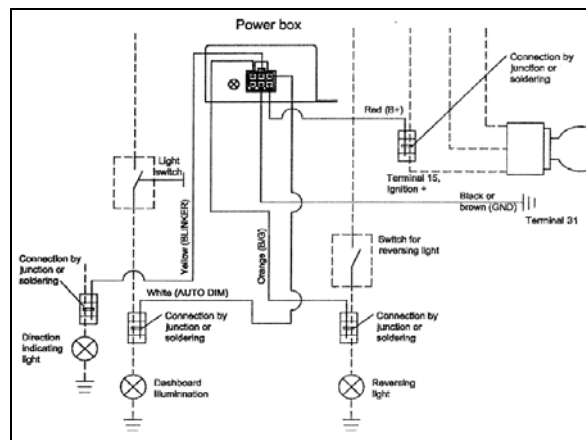 Power box
Connection by
junction or
soldering
Red (B+)
Light
switch
Terminal 15,
Ignition +
Black or
brown (GND)
Terminal 31
Yellow (BLINKER)
Orange (B/G)
Switch for
reversing light
Connection by
junction or
soldering
White (AUTO DIM)
Connection by
junction or
soldering
Connection by
junction or
soldering
Direction
indicating
light
Dashboard
illuminnation
Reversing
light